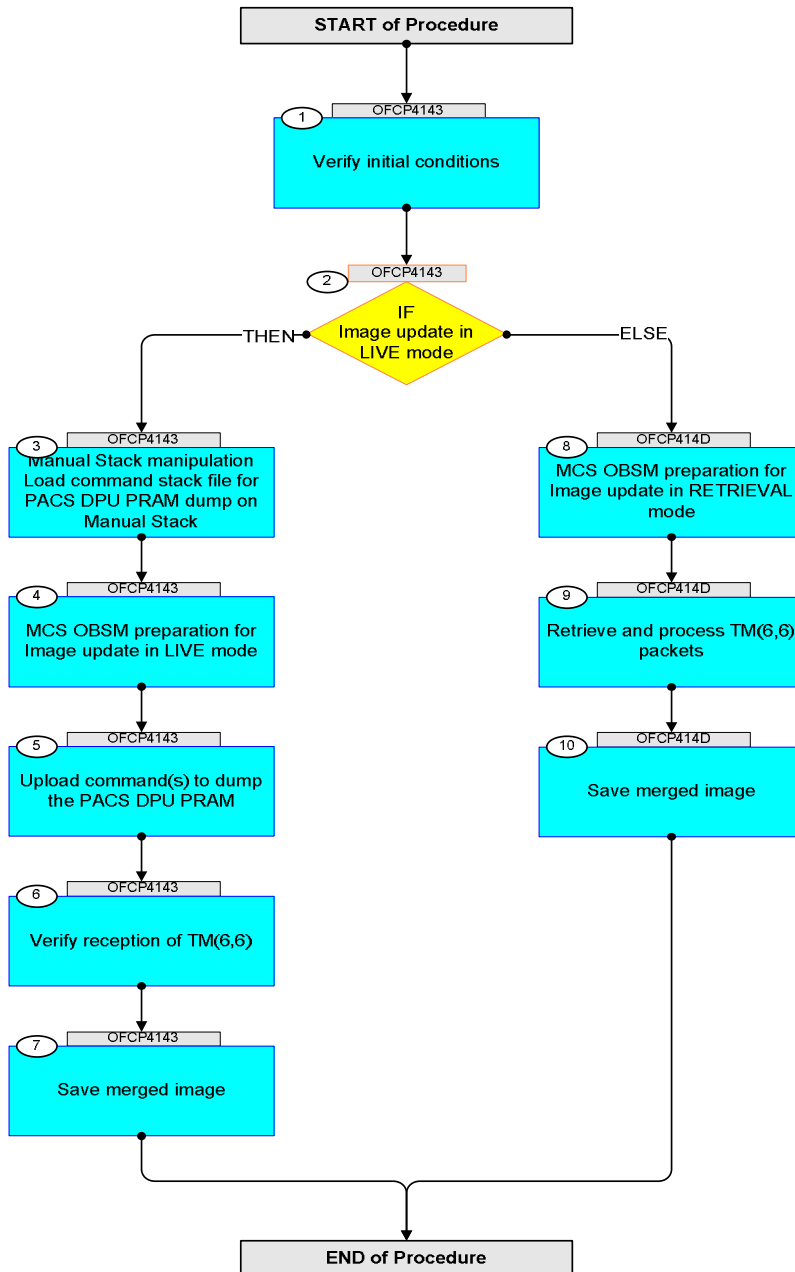 START of Procedure
OFCP4143
1
Verify initial conditions
OFCP4143
2
IF
Image update in
LIVE mode
THEN
ELSE
OFCP4143
3
Manual Stack manipulation
Load command stack file for
PACS DPU PRAM dump on
Manual Stack
OFCP4143
4
MCS OBSM preparation for
Image update in LIVE mode
OFCP4143
5
Upload command(s) to dump
the PACS DPU PRAM
OFCP4143
6
Verify reception of TM(6,6)
OFCP4143
7
Save merged image
OFCP414D
8
MCS OBSM preparation for
Image update in RETRIEVAL
mode
OFCP414D
9
Retrieve and process TM(6,6)
packets
OFCP414D
10
Save merged image
END of Procedure